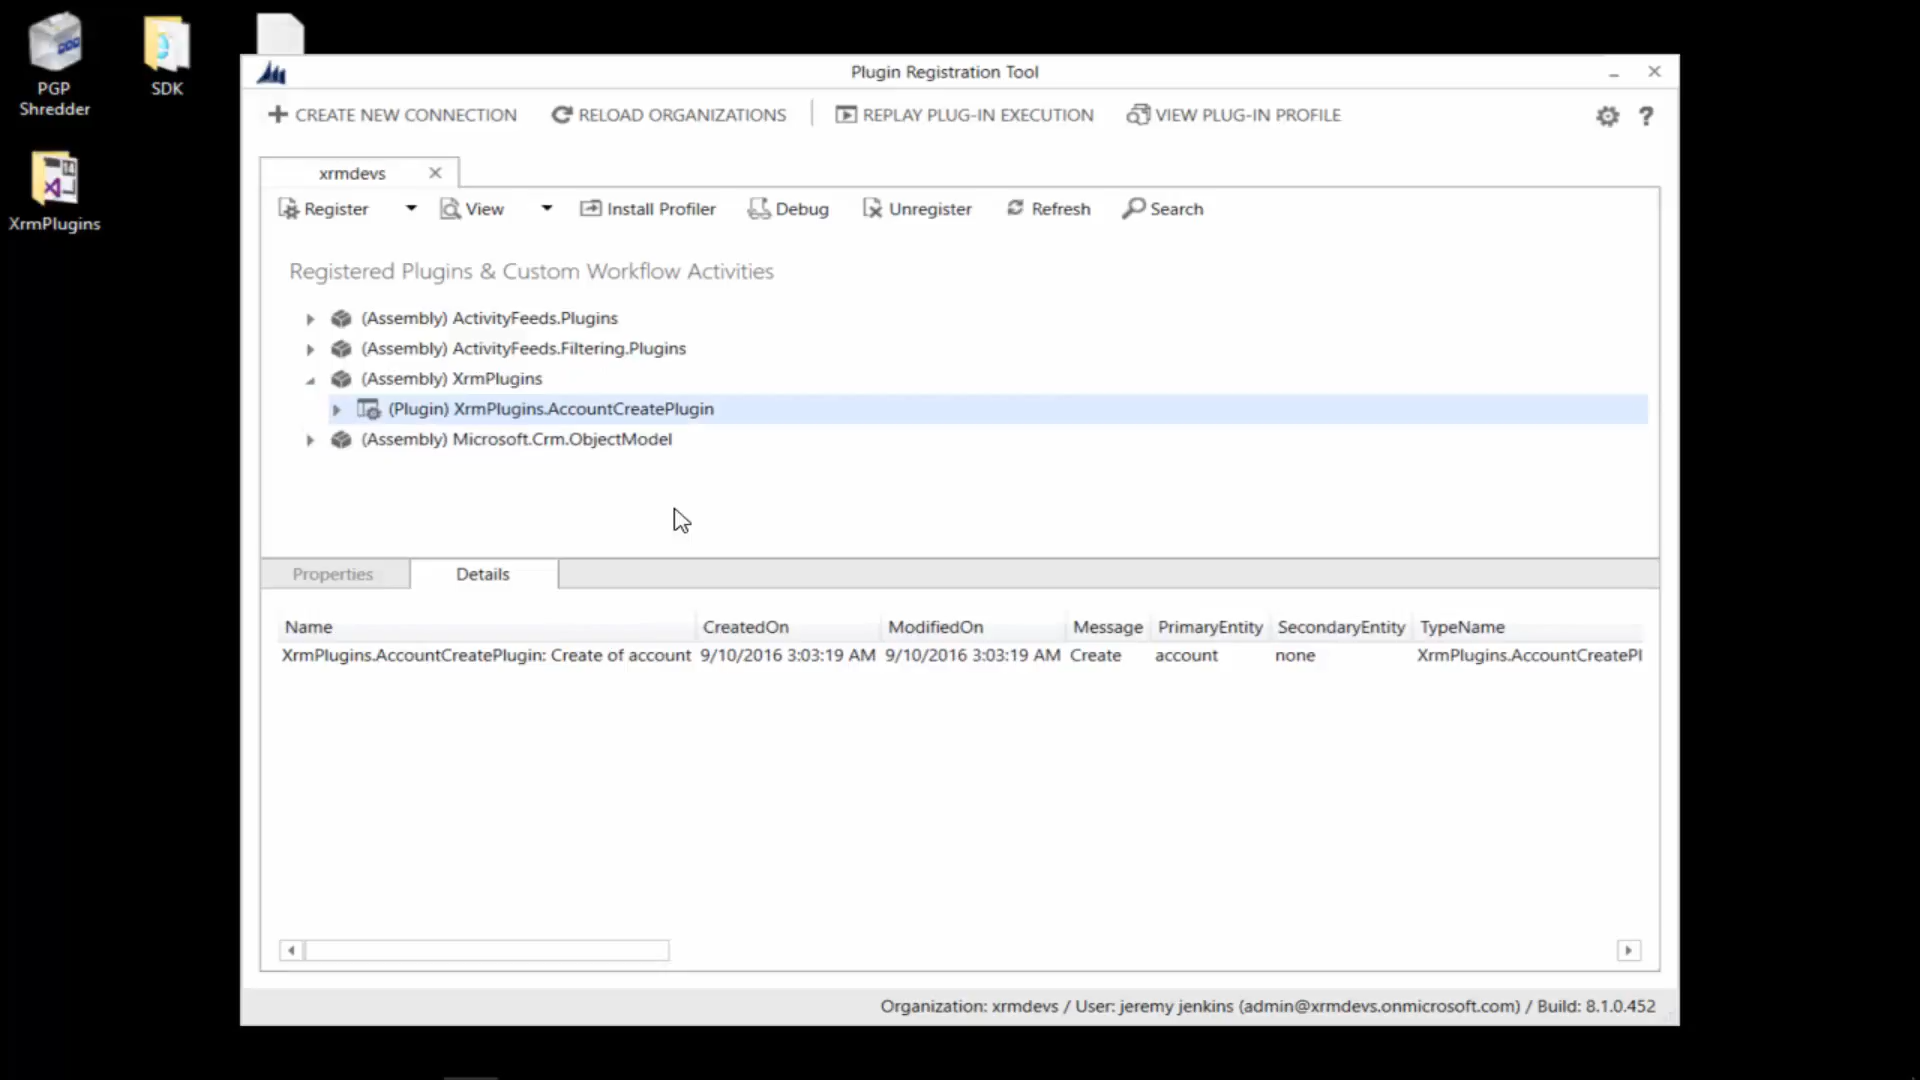 PGP
Shredder
SDK
XrmPlugins
Plugin Registration Tool
CREATE NEW CONNECTION RELOAD ORGANIZATIONS REPLAY PLUG-IN EXECUTION VIEW PLUG-IN PROFILE ?
xrmdevs
Register View Install Profiler Debug Unregister Refresh Search
Registered Plugins & Custom Workflow Activities
(Assembly) ActivityFeeds.Plugins
(Assembly) ActivityFeeds.Filtering.Plugins
(Assembly) XrmPlugins
(Plugin) XrmPlugins.AccountCreatePlugin
(Assembly) Microsoft.Crm.ObjectModel
Properties Details
Name CreatedOn ModifiedOn Message PrimaryEntity SecondaryEntity TypeName
XrmPlugins.AccountCreatePlugin: Create of account 9/10/2016 3:03:19 AM 9/10/2016 3:03:19 AM Create account none XrmPlugins.AccountCreatePl
Organization: xrmdevs / User: jeremy jenkins (admin@xrmdevs.onmicrosoft.com) / Build: 8.1.0.452